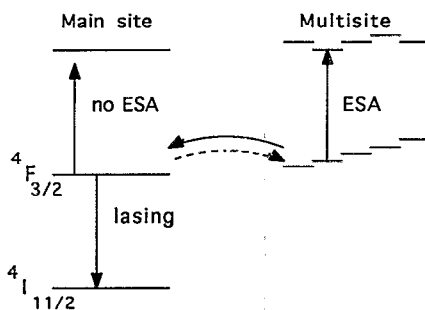 Main site
Multisite
no ESA
ESA
4F3/2
lasing
4I11/2